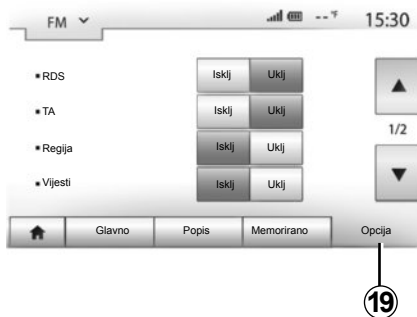 FM -- °F 15:30
RDS Isklj Uklj
TA Isklj Uklj
1/2
Regija Isklj Uklj
Vijesti Isklj Uklj
Glavno Popis Memorirano Opcija
19